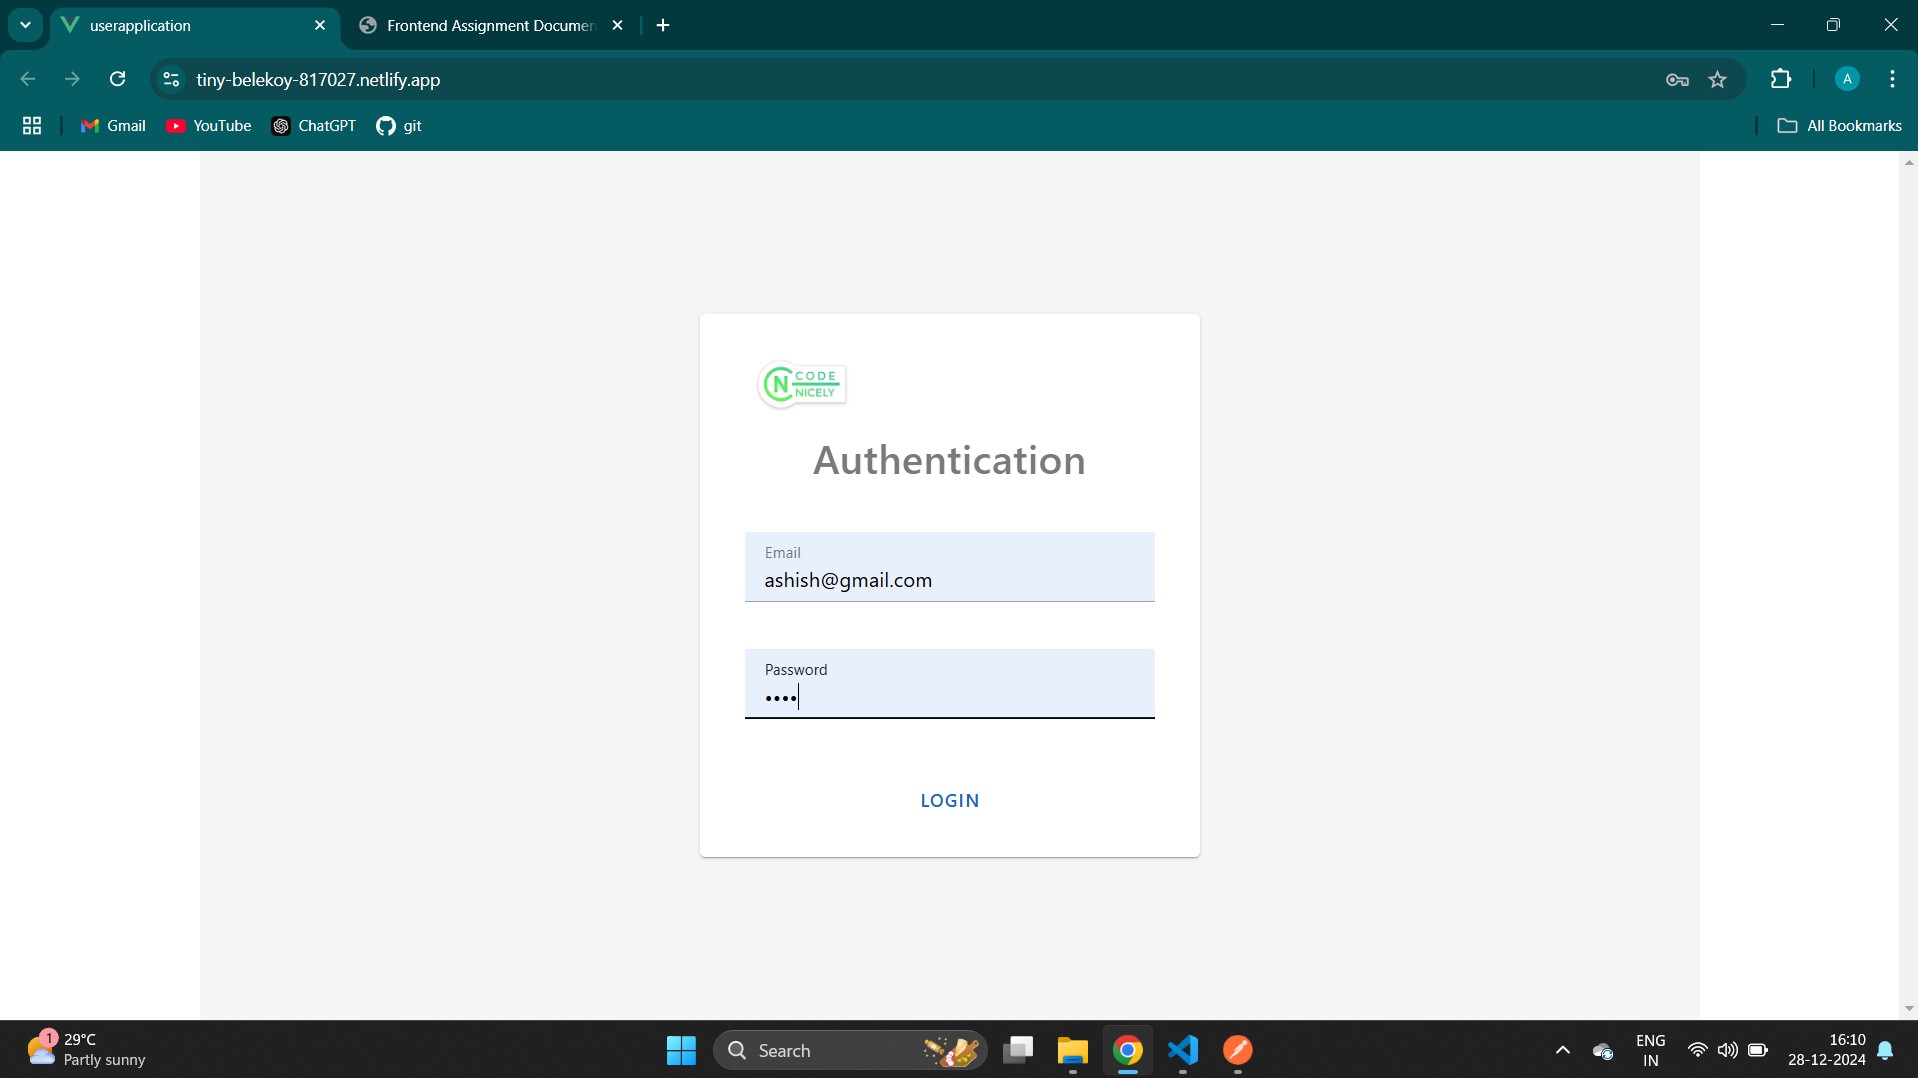 userapplication
Frontend Assignment Documen
tiny-belekoy-817027.netlify.app
A
Gmail
YouTube
ChatGPT
git
All Bookmarks
N CODE
NICELY
Authentication
Email
ashish@gmail.com
Password
••••
LOGIN
1
29°C
Partly sunny
Search
ENG
IN
16:10
28-12-2024